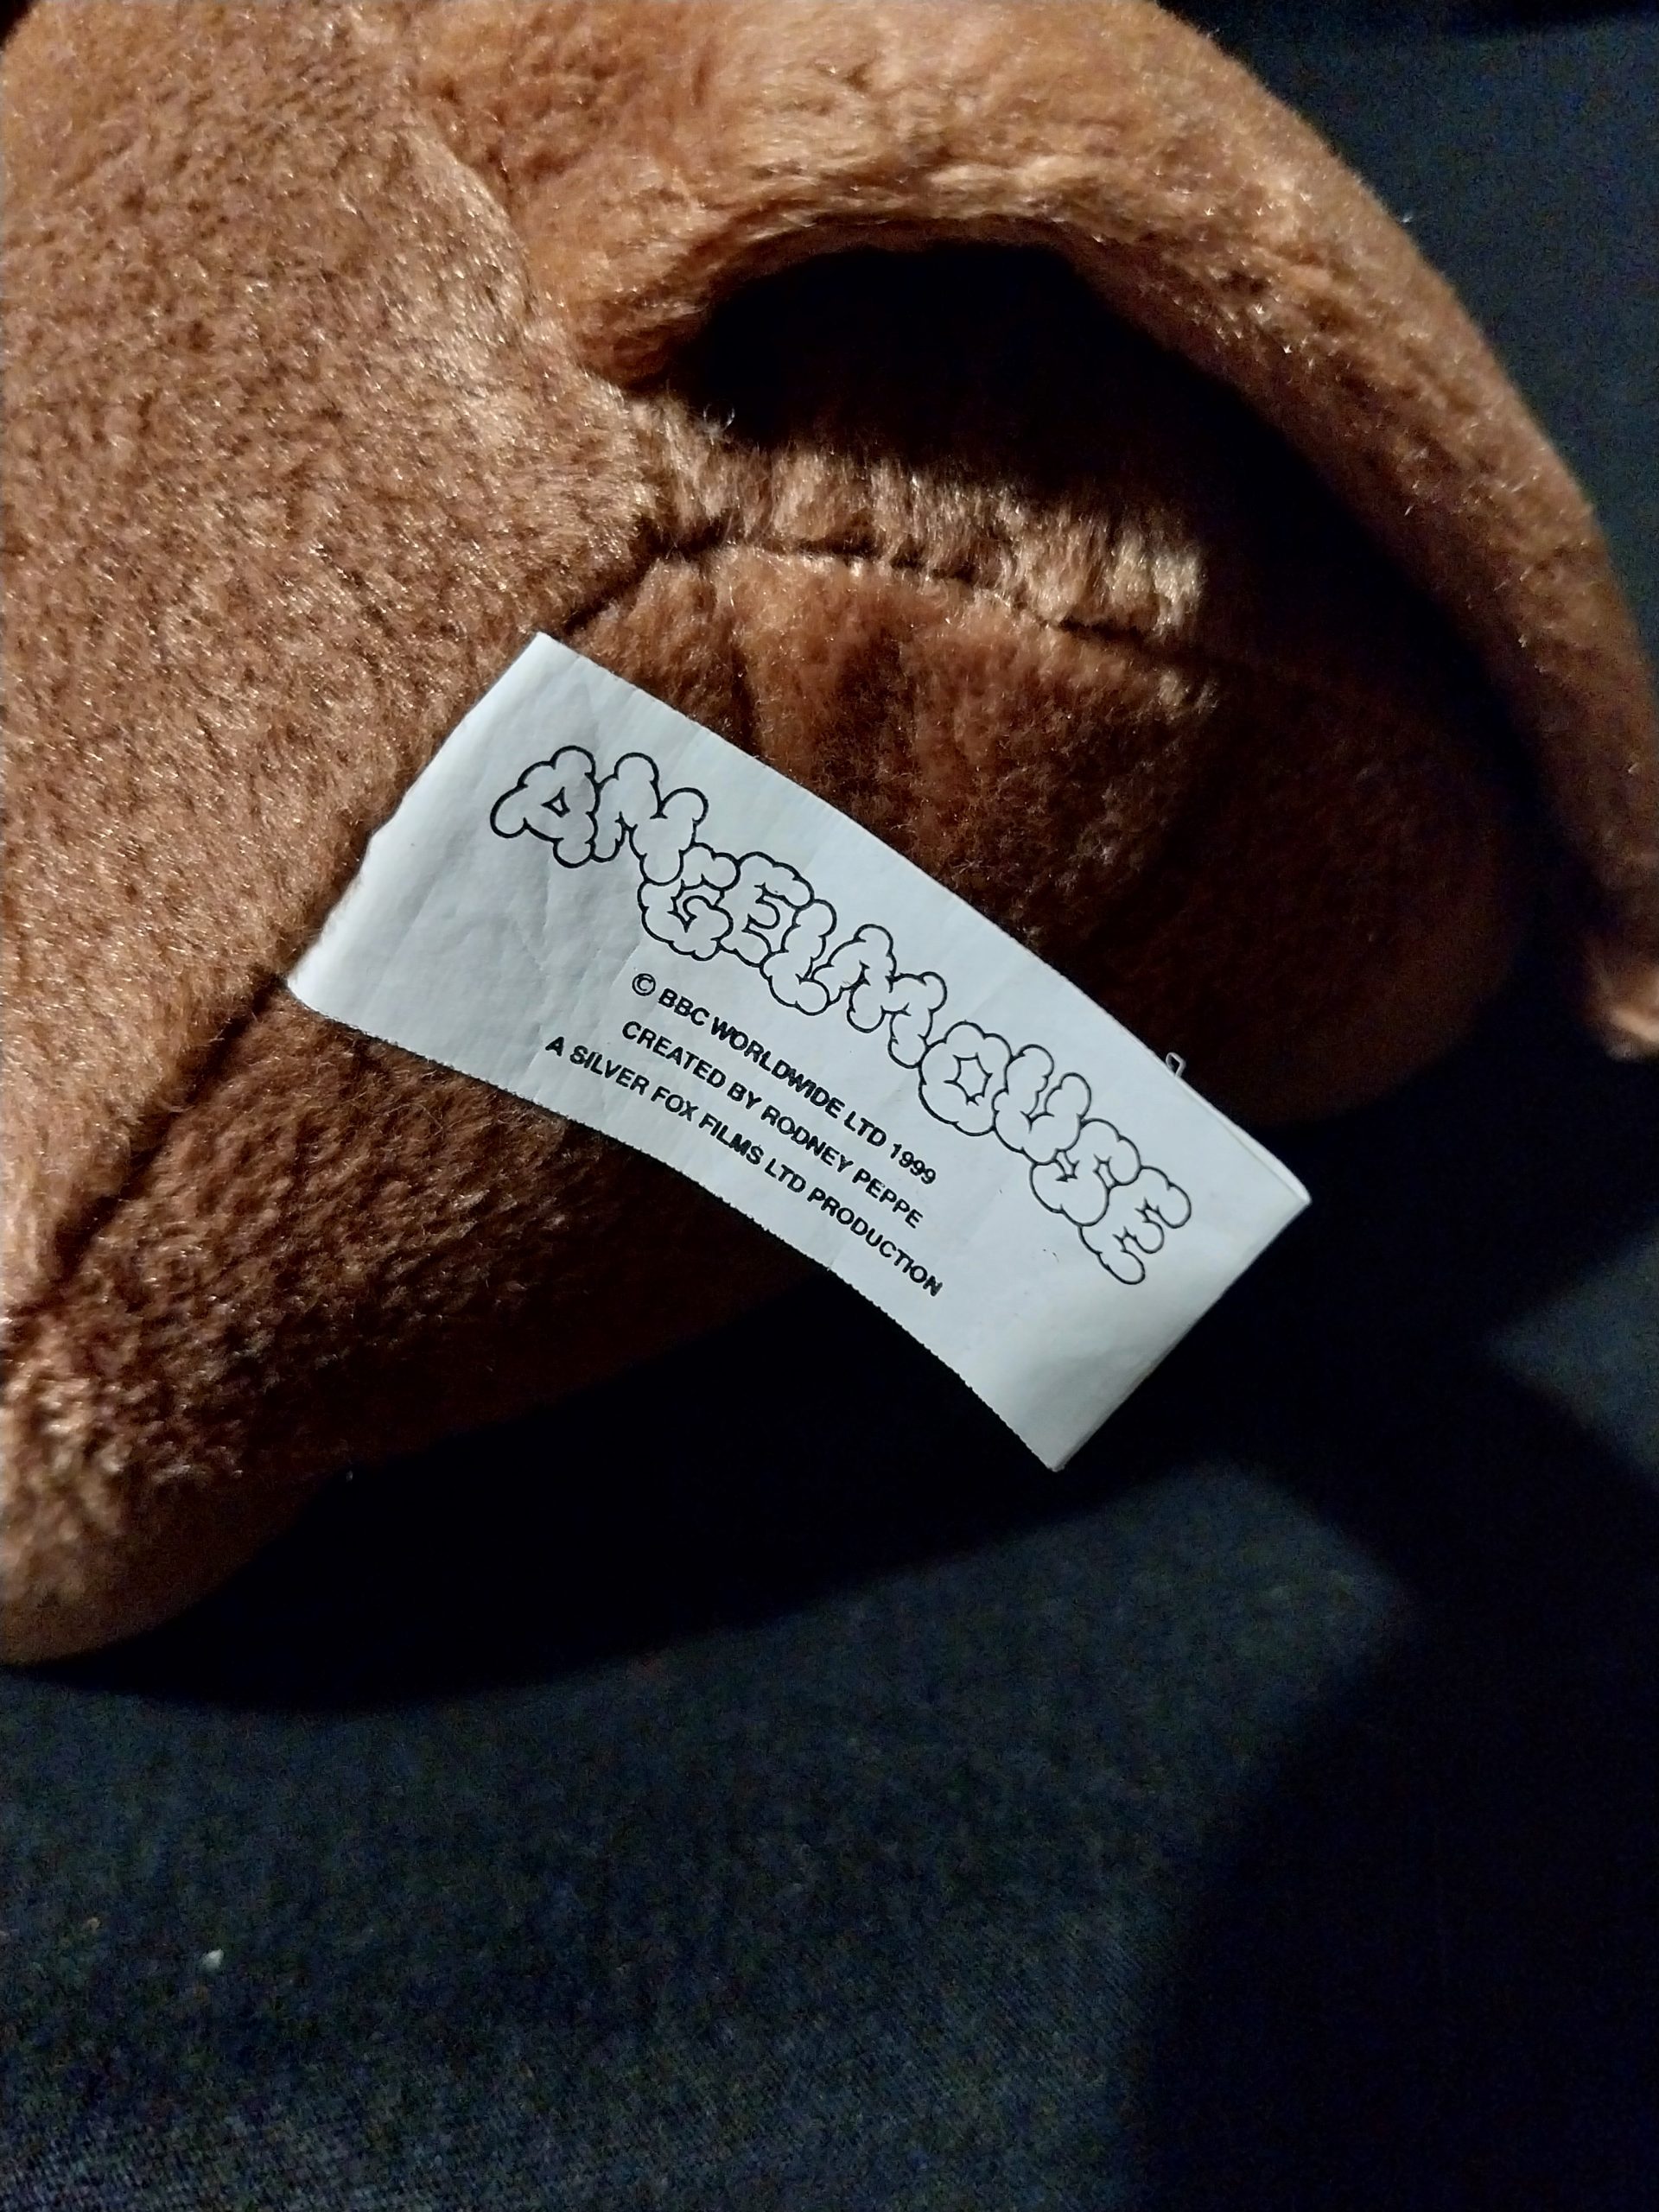 ANGELMOUSE
© BBC WORLDWIDE LTD 1999
CREATED BY RODNEY PEPPE
A SILVER FOX FILMS LTD PRODUCTION